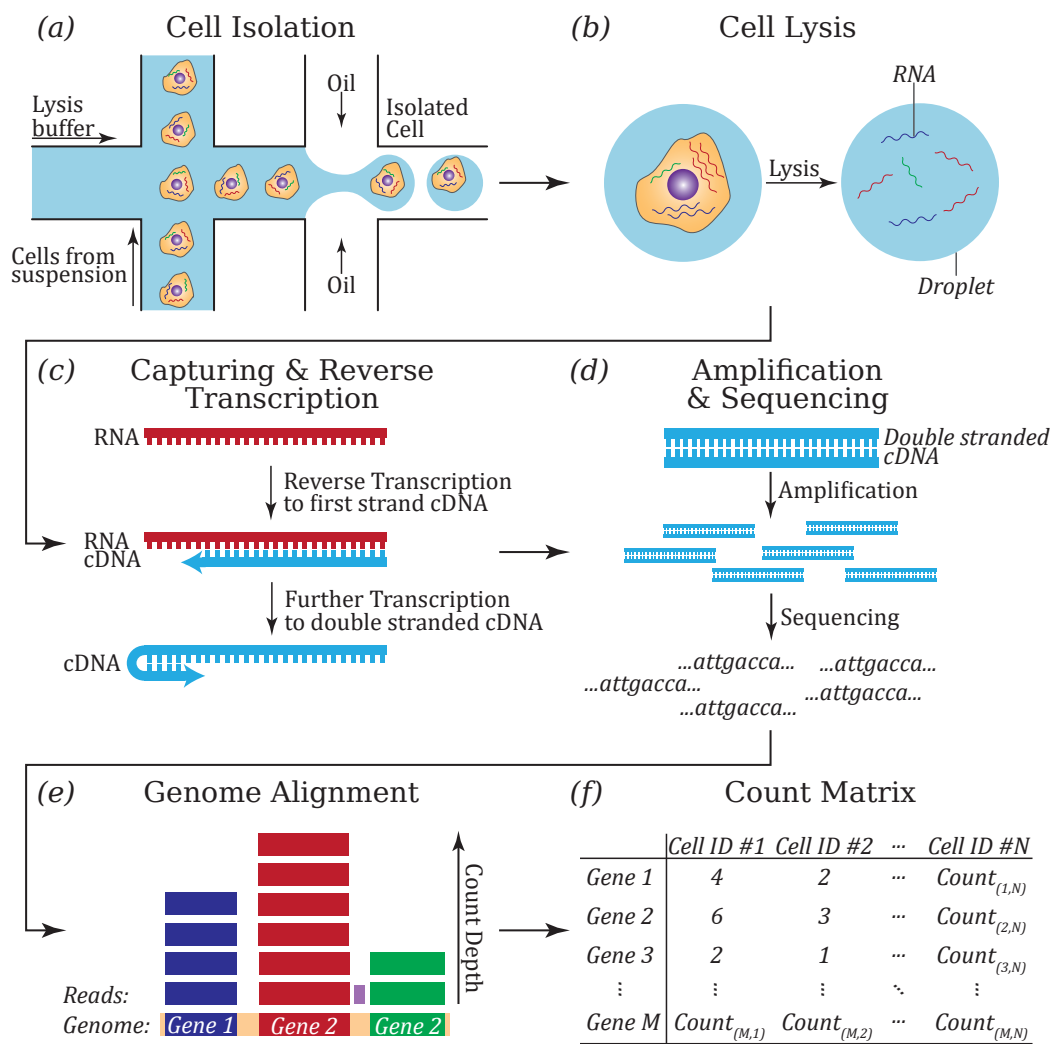 (a) Cell Isolation
Lysis
buffer
Oil
Isolated
Cell
Cells from
suspension
Oil
(b) Cell Lysis
RNA
Lysis
Droplet
(c) Capturing & Reverse
Transcription
RNA
Reverse Transcription
to first strand cDNA
RNA
cDNA
Further Transcription
to double stranded cDNA
cDNA
(d) Amplification
& Sequencing
Double stranded
cDNA
Amplification
Sequencing
...attgacca...
...attgacca...
...attgacca...
...attgacca...
...attgacca...
(e) Genome Alignment
Count Depth
Reads:
Genome: Gene 1 Gene 2 Gene 2
(f) Count Matrix
Cell ID #1 Cell ID #2 ... Cell ID #N
Gene 1 4 2 ... Count(1,N)
Gene 2 6 3 ... Count(2,N)
Gene 3 2 1 ... Count(3,N)
⋮ ⋮ ⋮ ⋱ ⋮
Gene M Count(M,1) Count(M,2) ... Count(M,N)